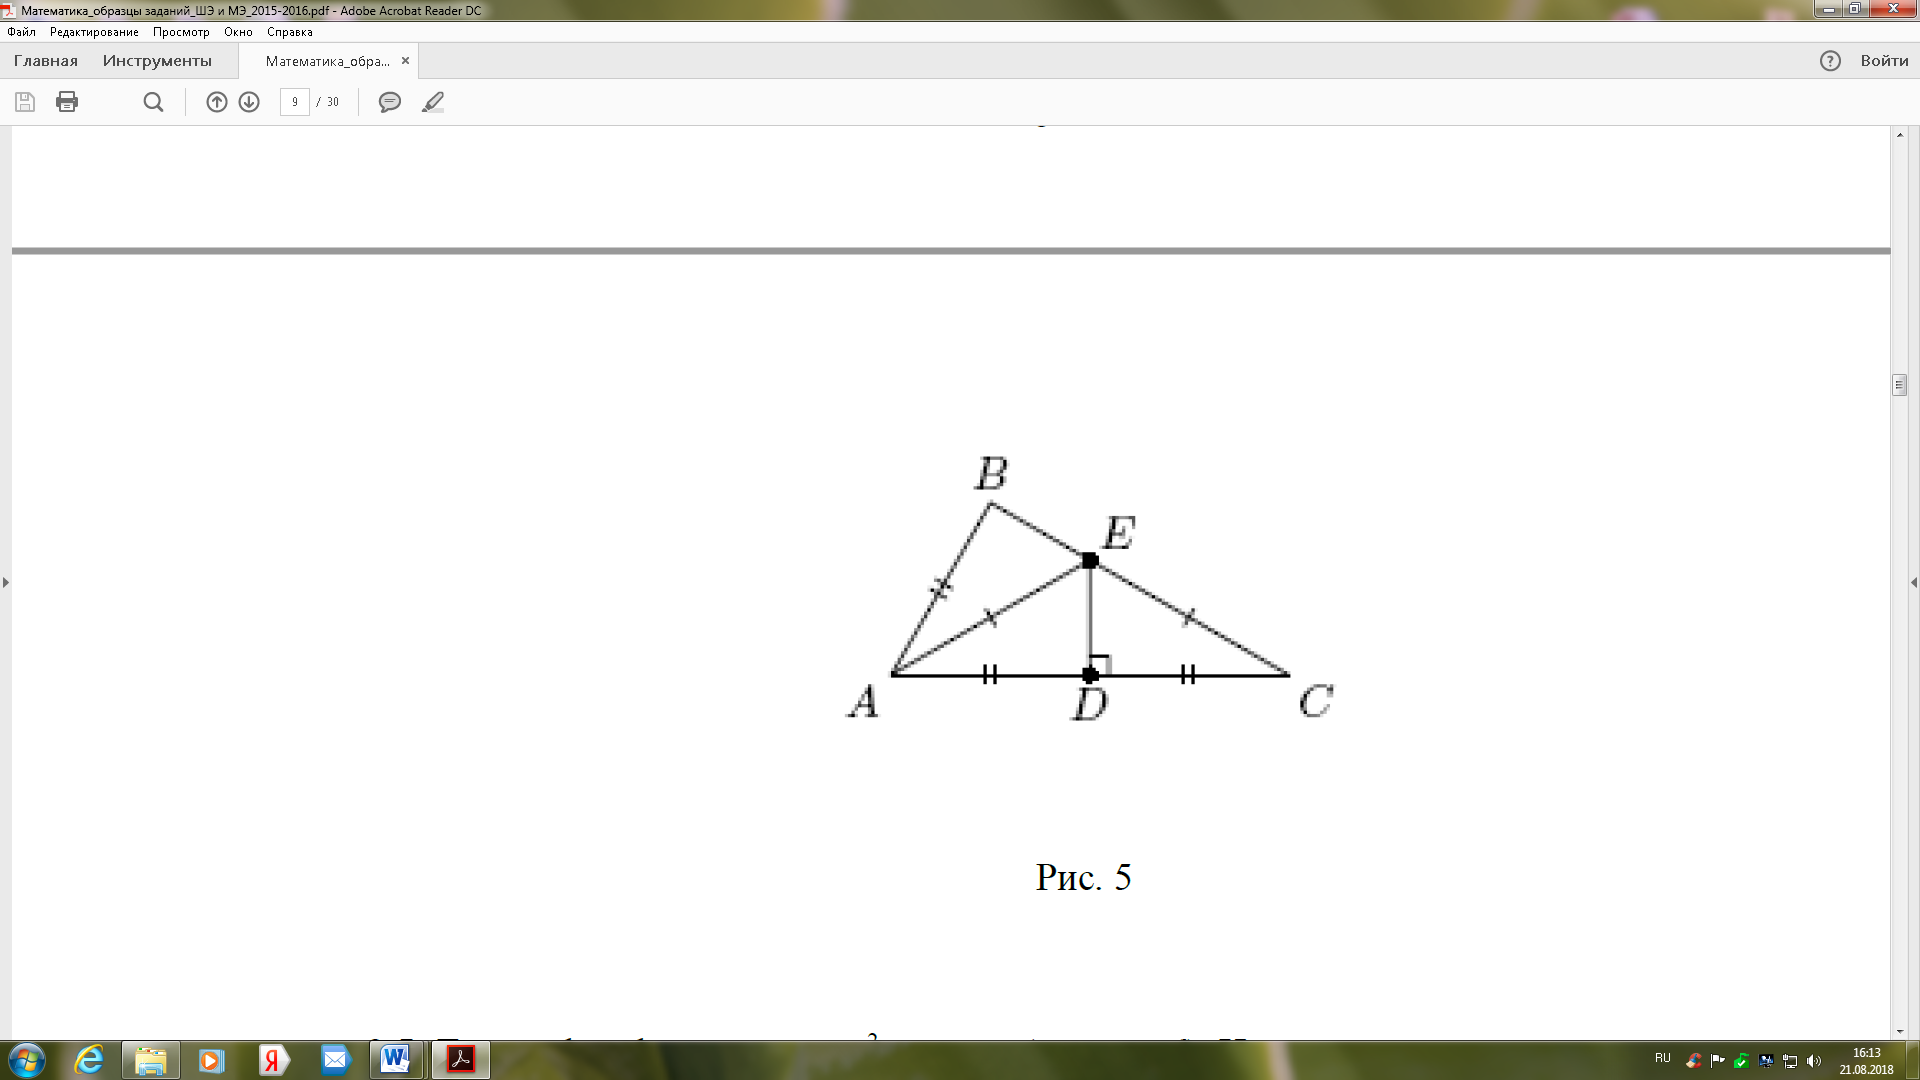 Математика_образцы заданий_ШЭ и МЭ_2015-2016.pdf - Adobe Acrobat Reader DC
Файл Редактирование Просмотр Окно Справка
Главная Инструменты Математика_обра... × ? Войти
9 / 30
B
E
A
D
C
Рис. 5
2
RU 16:13
21.08.2018